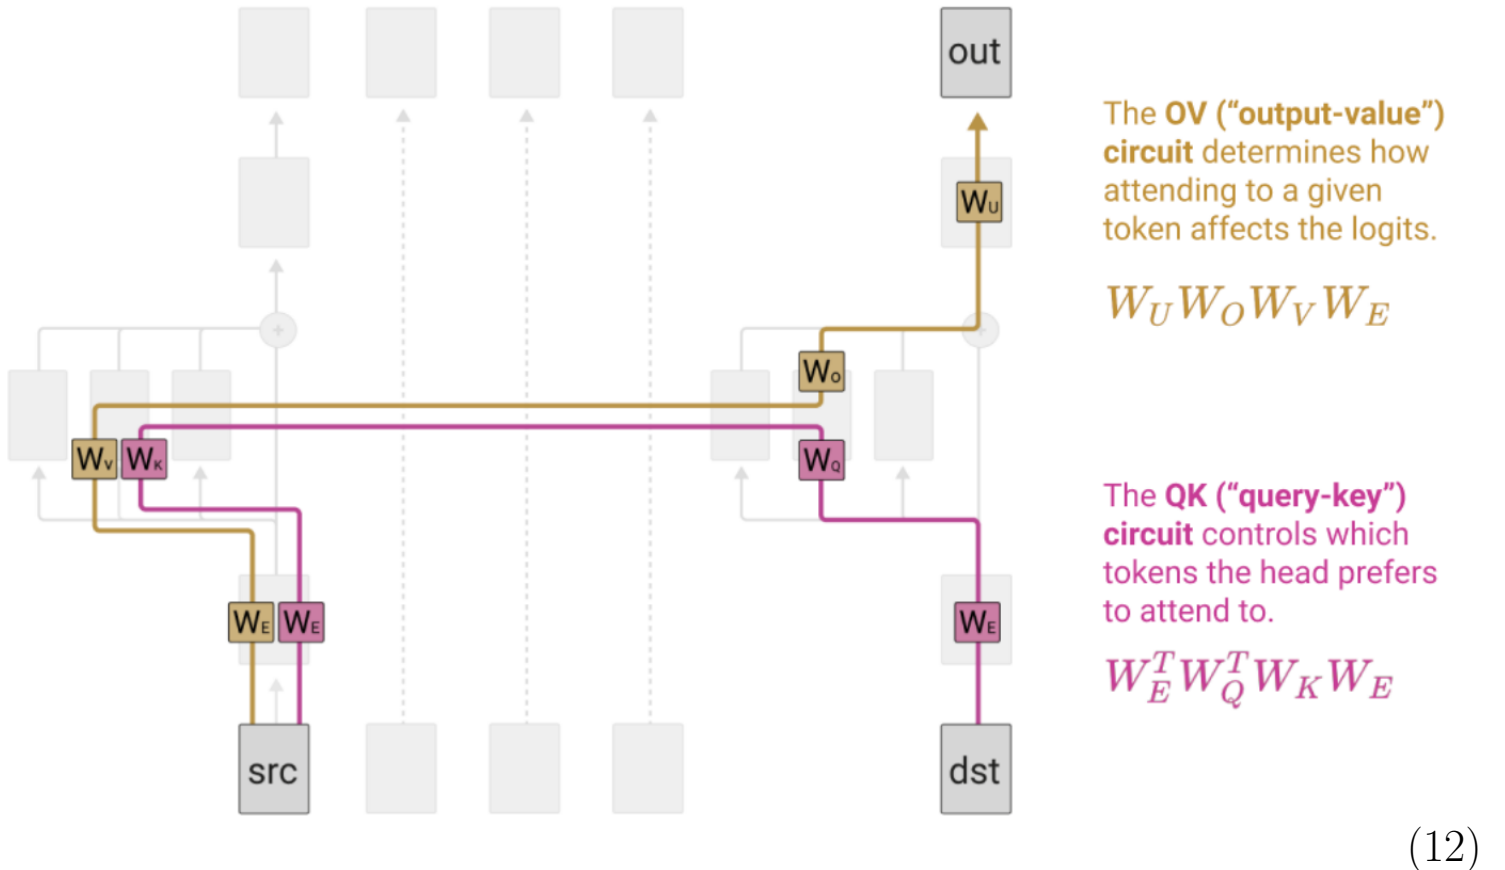 out
The OV (“output-value”)
circuit determines how
attending to a given
token affects the logits.
W_U
W_U W_O W_V W_E
W_O
W_V W_K
W_Q
The QK (“query-key”)
circuit controls which
tokens the head prefers
to attend to.
W_E W_E
W_E
W_E^T W_Q^T W_K W_E
src
dst
(12)